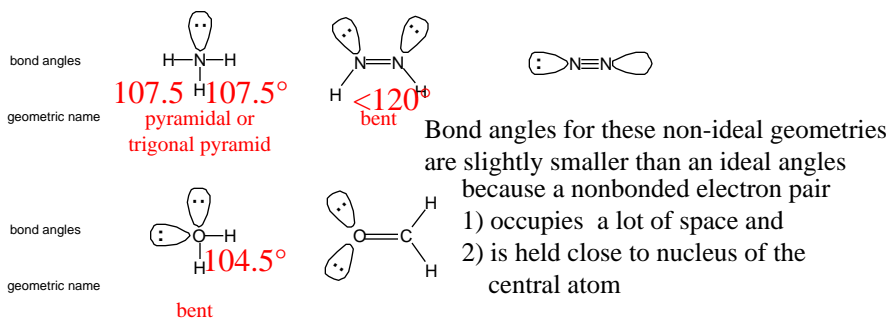 H—N—H
H
N=N
H H
:N≡N
bond angles
107.5 107.5°
<120°
geometric name
pyramidal or
trigonal pyramid
bent
Bond angles for these non-ideal geometries
are slightly smaller than an ideal angles
because a nonbonded electron pair
1) occupies a lot of space and
2) is held close to nucleus of the
central atom
H
bond angles
:O—H
O=C
H
104.5°
H
geometric name
bent